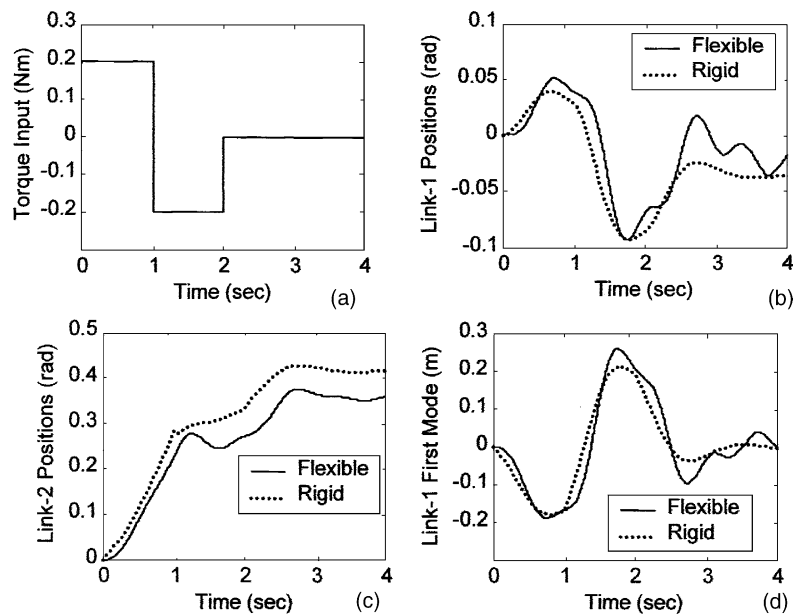 0.3
0.2
0.2
0.1
0
-0.2
Torque Input (Nm)
0
1
2
3
4
Time (sec)
(a)
0.1
0.05
0
-0.05
-0.1
Link-1 Positions (rad)
Flexible
Rigid
0
1
2
3
4
Time (sec)
(b)
0.5
0.4
0.3
0.2
0.1
0
Link-2 Positions (rad)
Flexible
Rigid
0
1
2
3
4
Time (sec)
(c)
0.3
0.2
0.1
0
-0.2
Link-1 First Mode (m)
Flexible
Rigid
0
1
2
3
4
Time (sec)
(d)